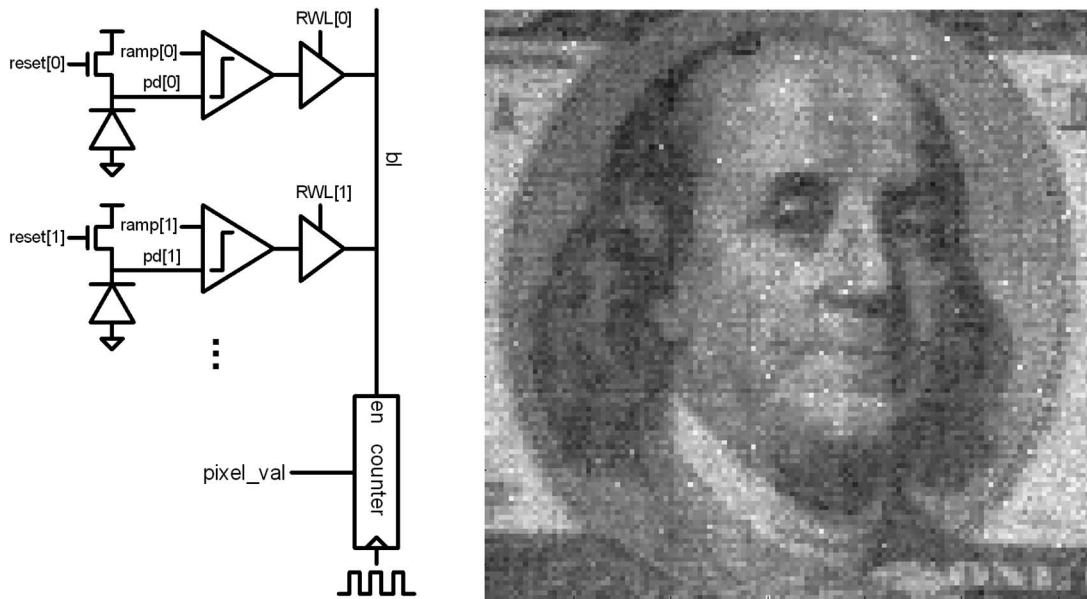 RWL[0]
ramp[0]
reset[0]
pd[0]
bl
RWL[1]
ramp[1]
reset[1]
pd[1]
...
en counter
pixel_val